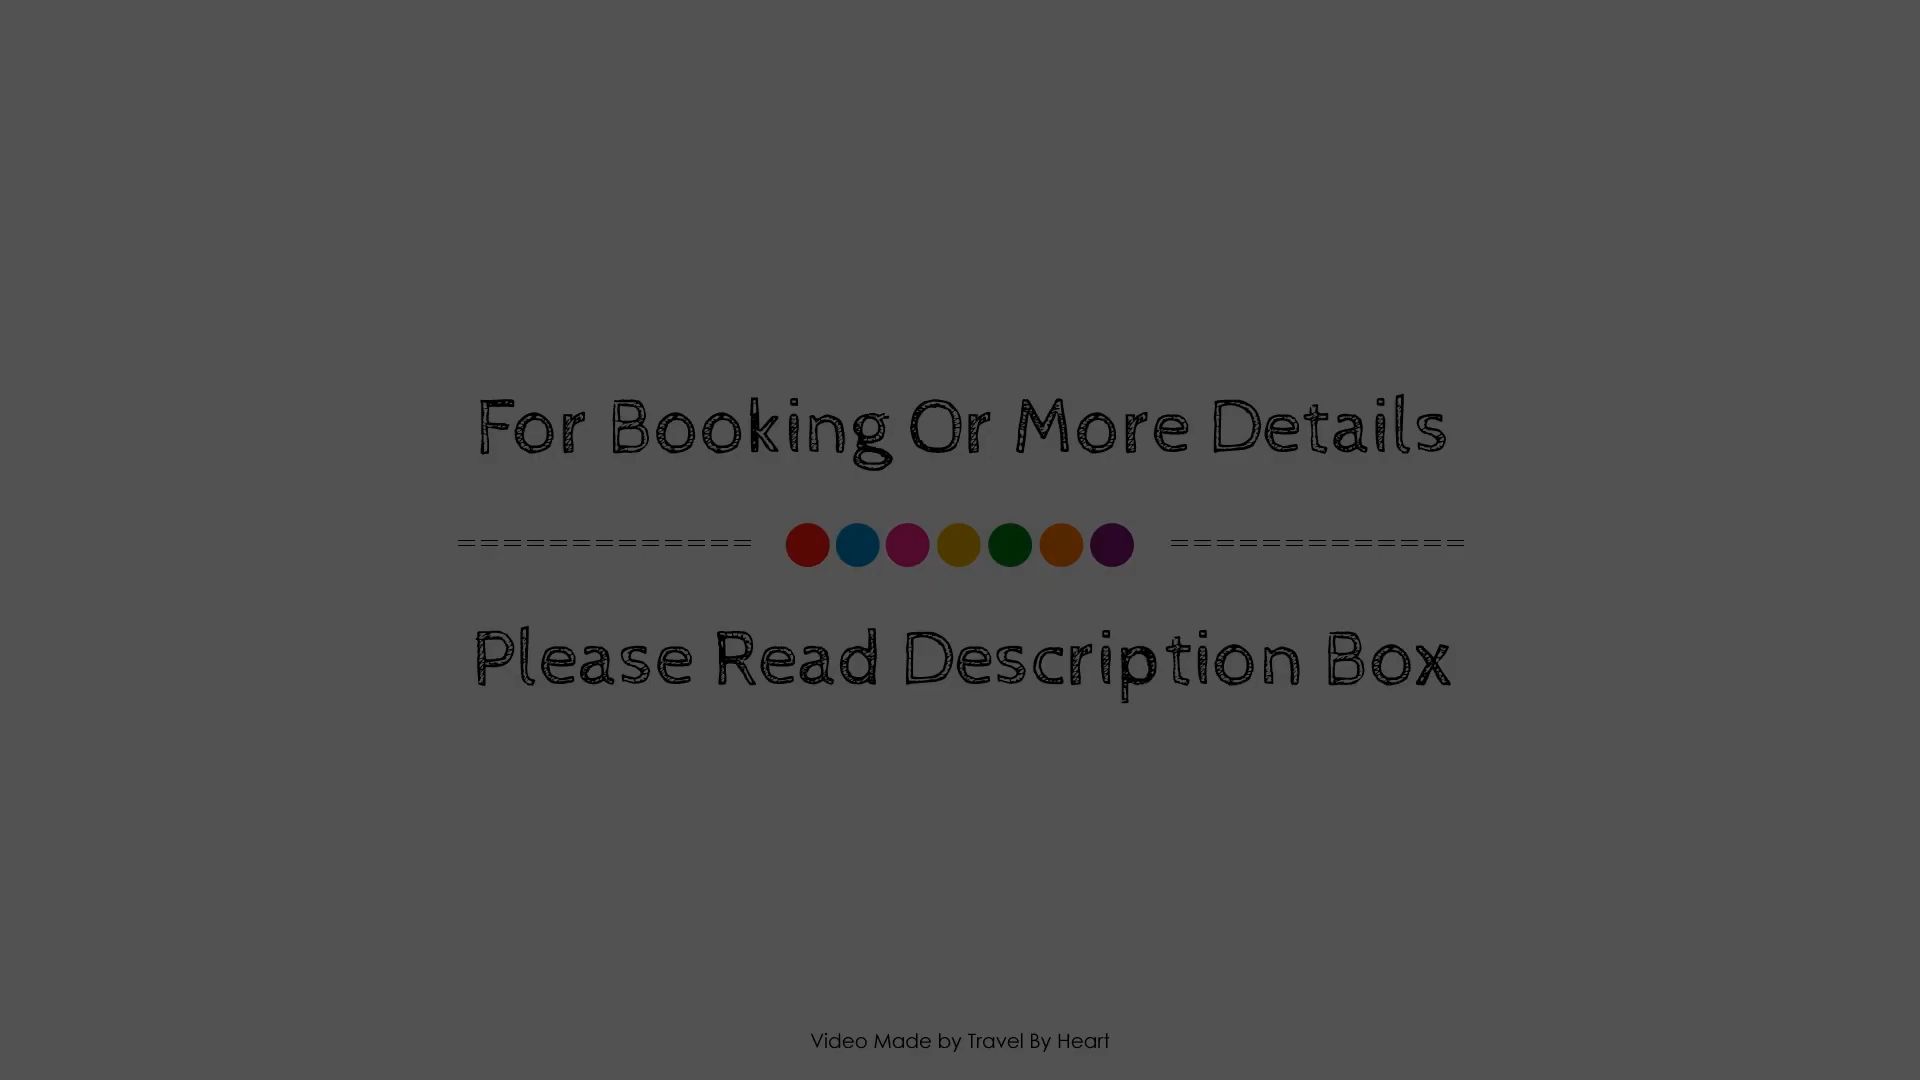 For Booking Or More Details
============= =============
Please Read Description Box
Video Made by Travel By Heart